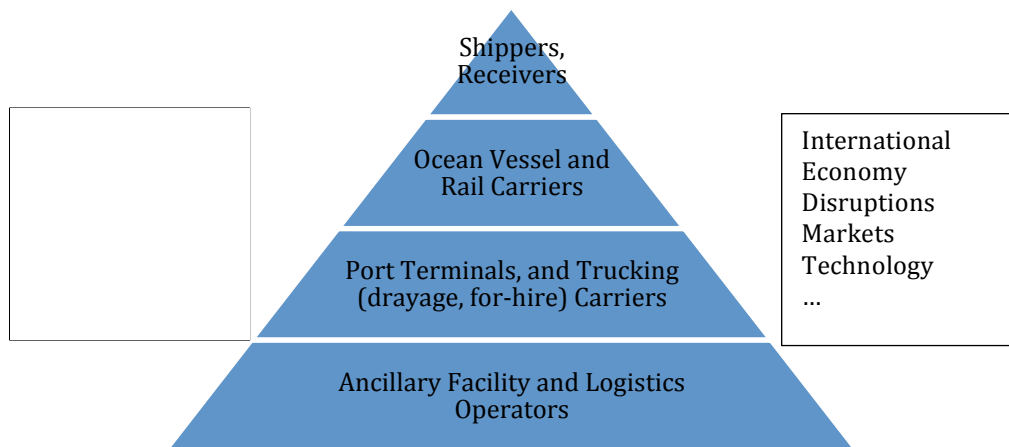 Shippers,
Receivers
Ocean Vessel and
Rail Carriers
Port Terminals, and Trucking
(drayage, for-hire) Carriers
Ancillary Facility and Logistics
Operators
International
Economy
Disruptions
Markets
Technology
...